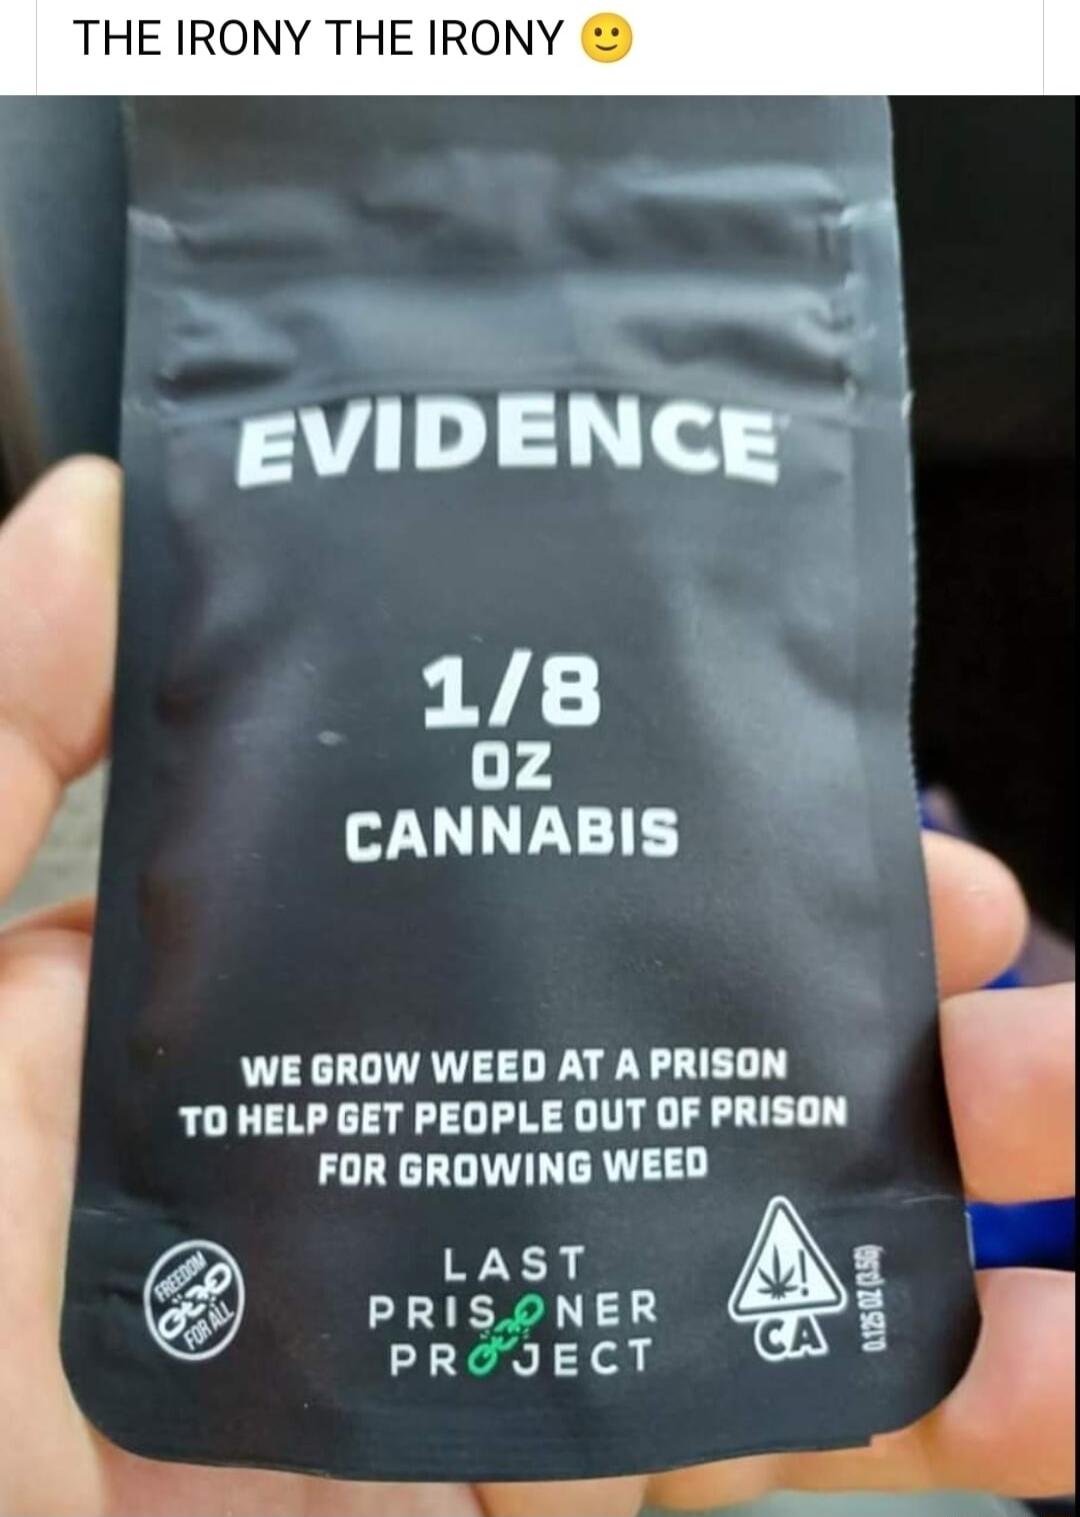 THE IRONY THE IRONY 🙂
EVIDENCE
1/8
OZ
CANNABIS
WE GROW WEED AT A PRISON
TO HELP GET PEOPLE OUT OF PRISON
FOR GROWING WEED
FREEDOM
FOR ALL
LAST
PRISONER
PROJECT
!
CA
0.125 OZ (3.5G)